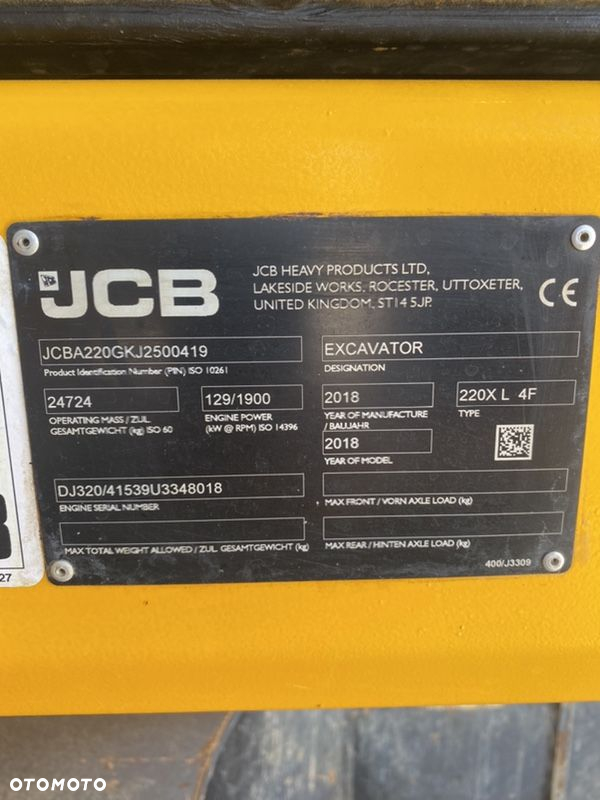 JCB
JCB HEAVY PRODUCTS LTD,
LAKESIDE WORKS, ROCESTER, UTTOXETER,
UNITED KINGDOM, ST14 5JP.
CE
JCBA220GKJ2500419
Product Identification Number (PIN) ISO 10261
EXCAVATOR
DESIGNATION
24724
OPERATING MASS / ZUL
GESAMTGEWICHT (kg) ISO 60
129/1900
ENGINE POWER
(kW @ RPM) ISO 14396
2018
YEAR OF MANUFACTURE
/ BAUJAHR
220X L 4F
TYPE
2018
YEAR OF MODEL
DJ320/41539U3348018
ENGINE SERIAL NUMBER
MAX FRONT / VORN AXLE LOAD (kg)
MAX TOTAL WEIGHT ALLOWED / ZUL GESAMTGEWICHT (kg)
MAX REAR / HINTEN AXLE LOAD (kg)
400/J3309
27
OTOMOTO